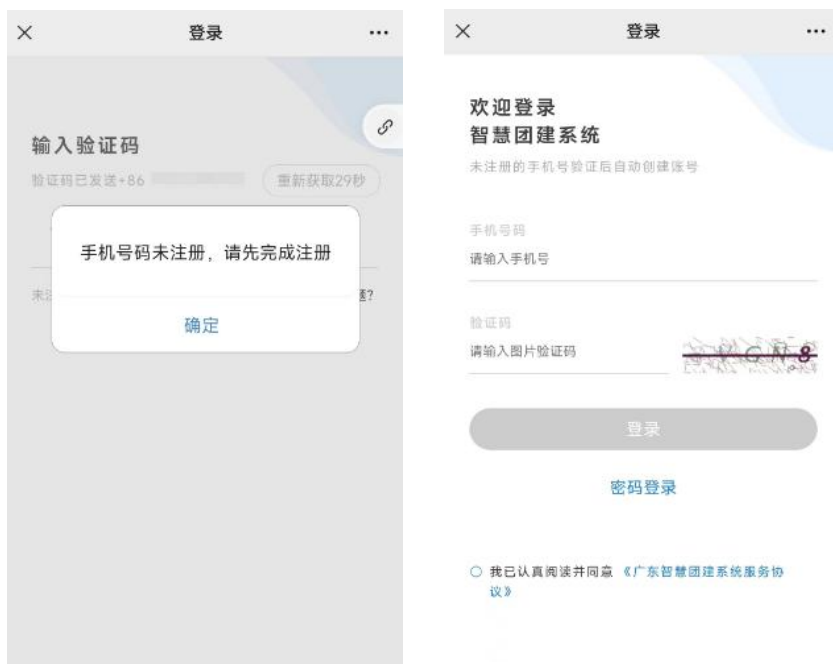 登录
输入验证码
验证码已发送+86
重新获取29秒
手机号码未注册，请先完成注册
确定
登录
欢迎登录
智慧团建系统
未注册的手机号验证后自动创建账号
手机号码
请输入手机号
验证码
请输入图片验证码
登录
密码登录
我已认真阅读并同意《广东智慧团建系统服务协
议》